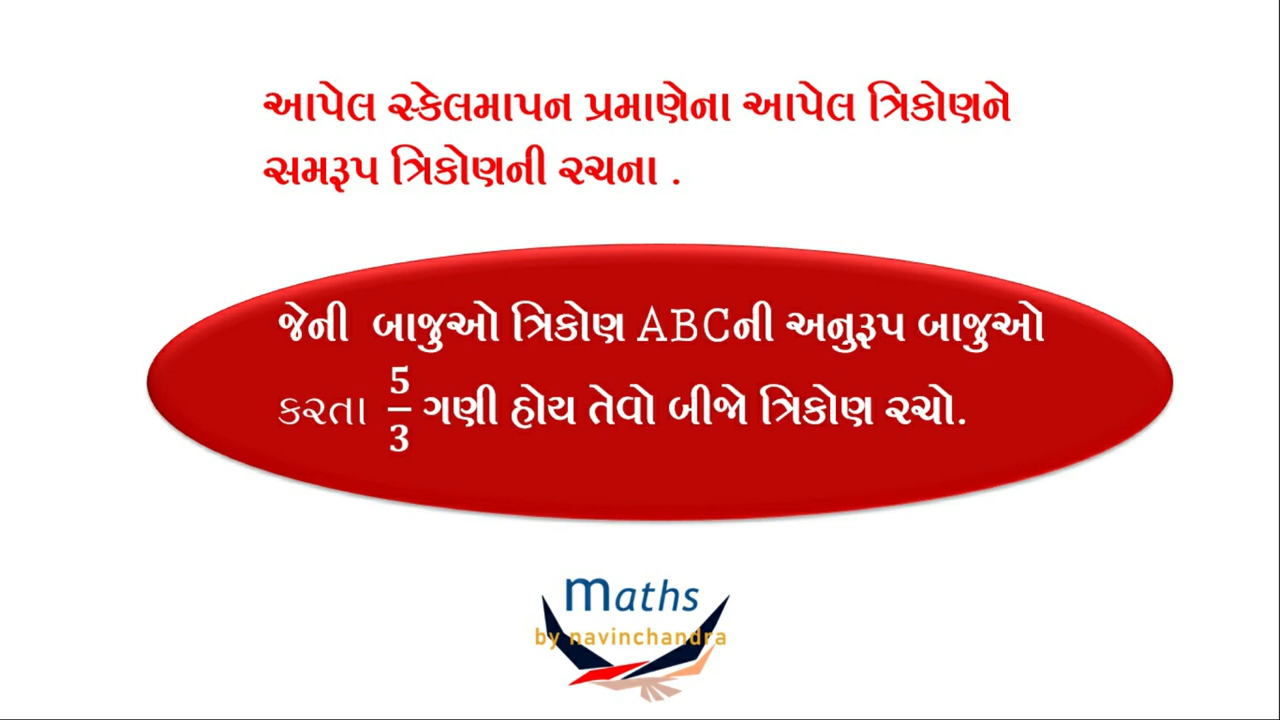 આપેલ સ્કેલમાપન પ્રમાણેના આપેલ ત્રિકોણને
સમરૂપ ત્રિકોણની રચના .
જેની બાજુઓ ત્રિકોણ ABCની અનુરૂપ બાજુઓ
કરતા 5/3 ગણી હોય તેવો બીજો ત્રિકોણ રચો.
maths
by navinchandra